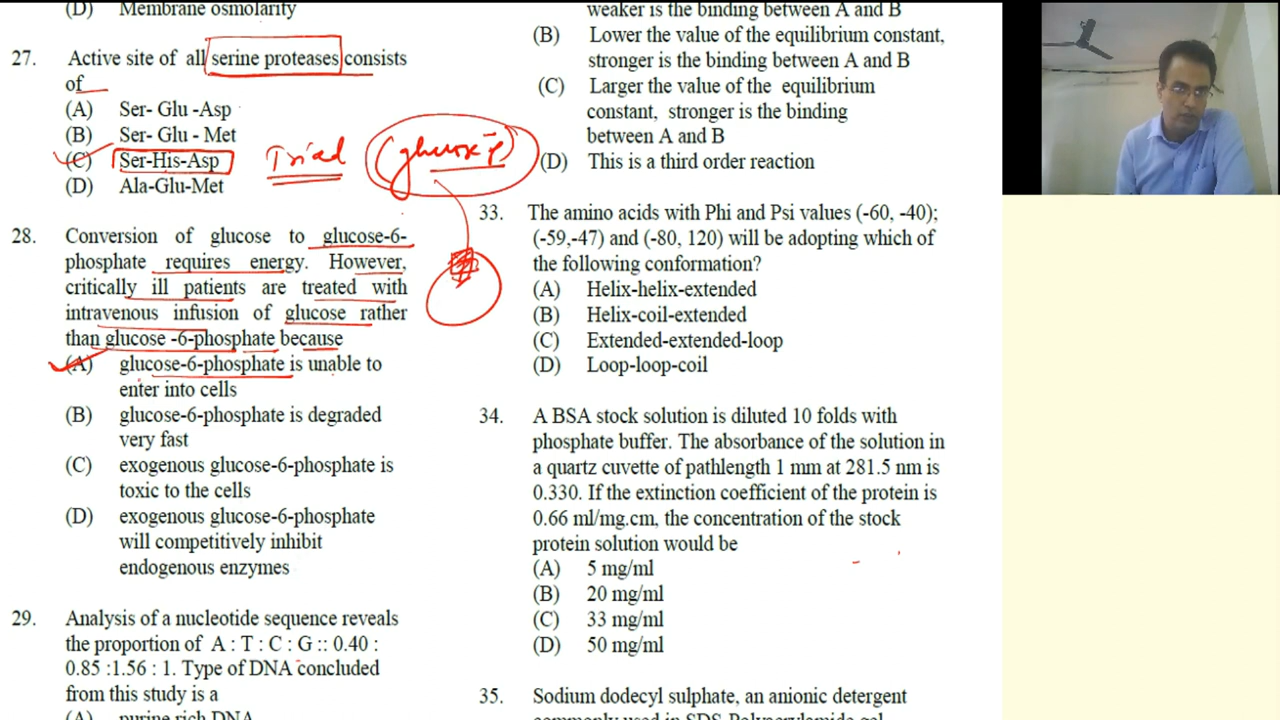 (D) Membrane osmolarity
27. Active site of all serine proteases consists
of
(A) Ser- Glu -Asp
(B) Ser- Glu - Met
(C) Ser-His-Asp
(D) Ala-Glu-Met
Triad
28. Conversion of glucose to glucose-6-
phosphate requires energy. However,
critically ill patients are treated with
intravenous infusion of glucose rather
than glucose -6-phosphate because
(A) glucose-6-phosphate is unable to
enter into cells
(B) glucose-6-phosphate is degraded
very fast
(C) exogenous glucose-6-phosphate is
toxic to the cells
(D) exogenous glucose-6-phosphate
will competitively inhibit
endogenous enzymes
29. Analysis of a nucleotide sequence reveals
the proportion of A : T : C : G :: 0.40 :
0.85 :1.56 : 1. Type of DNA concluded
from this study is a
(A) purine rich DNA
weaker is the binding between A and B
(B) Lower the value of the equilibrium constant,
stronger is the binding between A and B
(C) Larger the value of the equilibrium
constant, stronger is the binding
between A and B
(D) This is a third order reaction
33. The amino acids with Phi and Psi values (-60, -40);
(-59,-47) and (-80, 120) will be adopting which of
the following conformation?
(A) Helix-helix-extended
(B) Helix-coil-extended
(C) Extended-extended-loop
(D) Loop-loop-coil
34. A BSA stock solution is diluted 10 folds with
phosphate buffer. The absorbance of the solution in
a quartz cuvette of pathlength 1 mm at 281.5 nm is
0.330. If the extinction coefficient of the protein is
0.66 ml/mg.cm, the concentration of the stock
protein solution would be
(A) 5 mg/ml
(B) 20 mg/ml
(C) 33 mg/ml
(D) 50 mg/ml
35. Sodium dodecyl sulphate, an anionic detergent
commonly used in SDS-Polyacrylamide gel